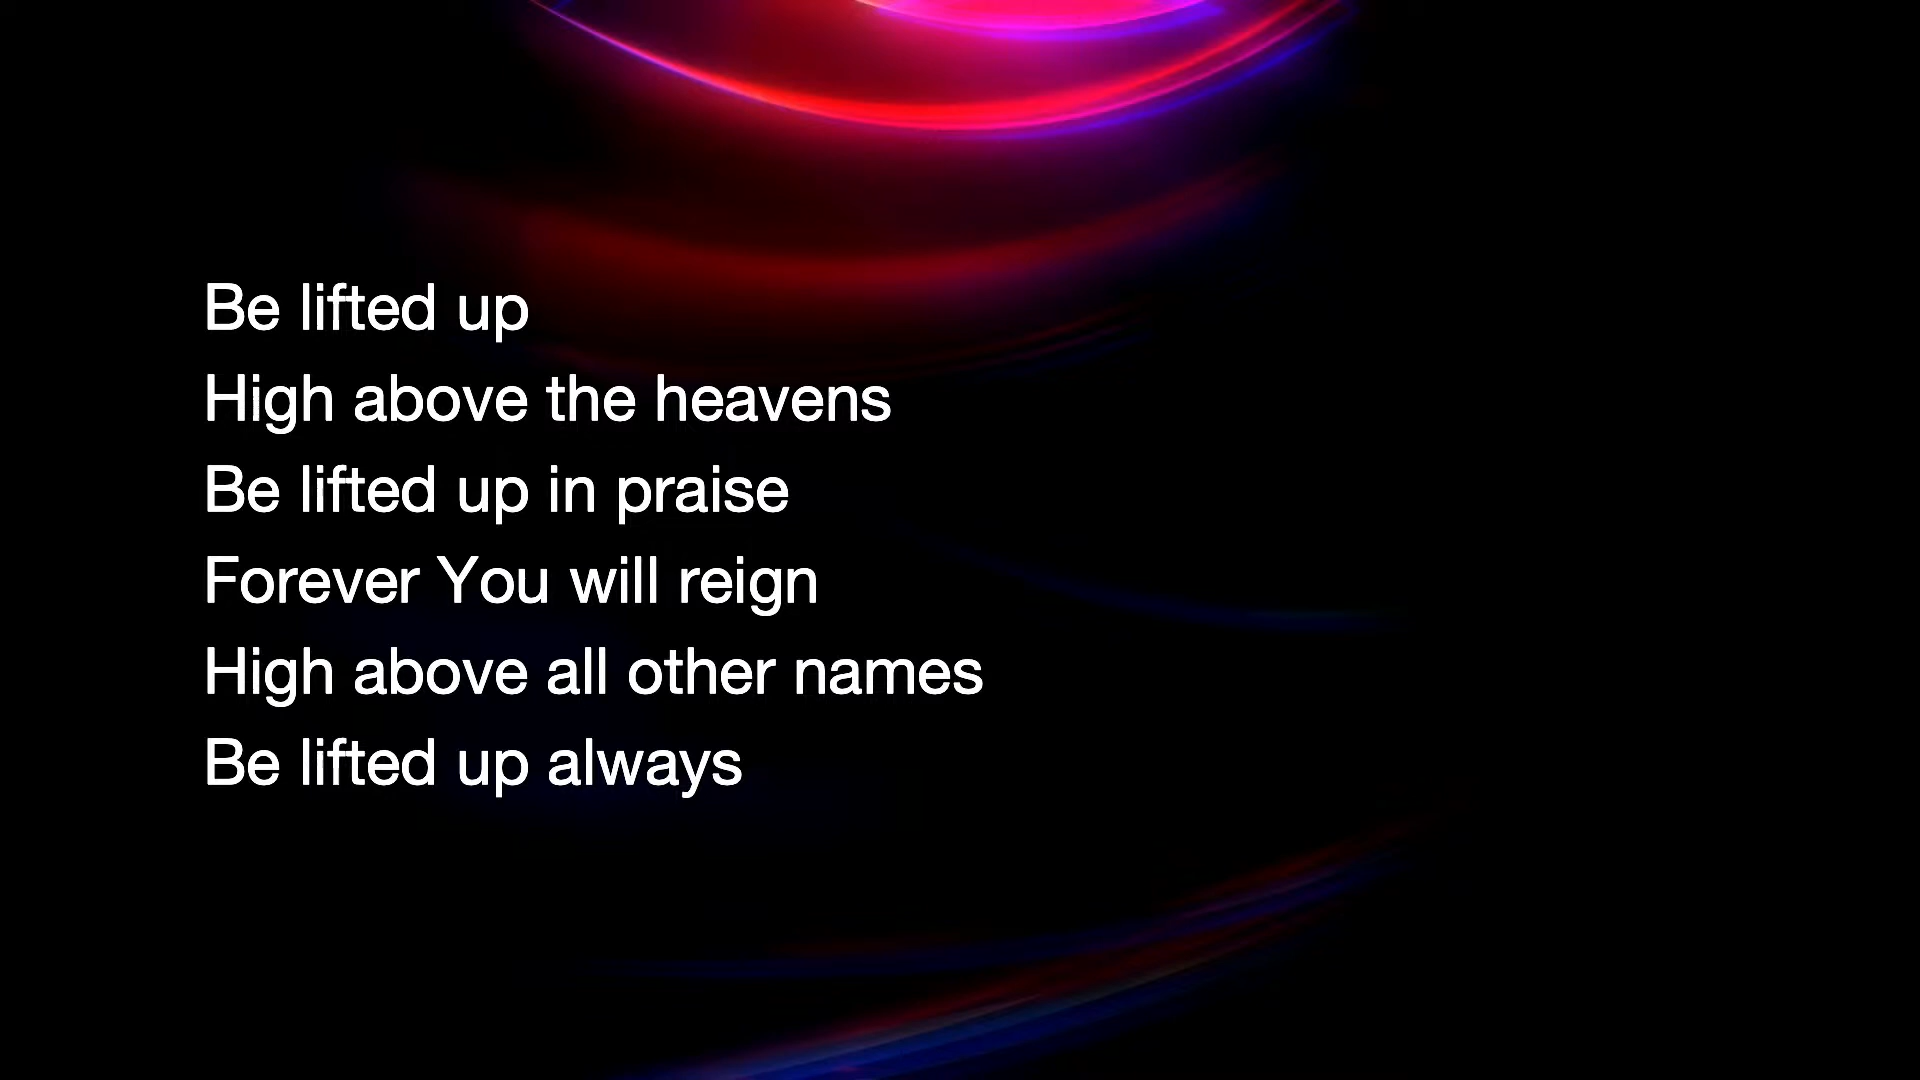 Be lifted up
High above the heavens
Be lifted up in praise
Forever You will reign
High above all other names
Be lifted up always